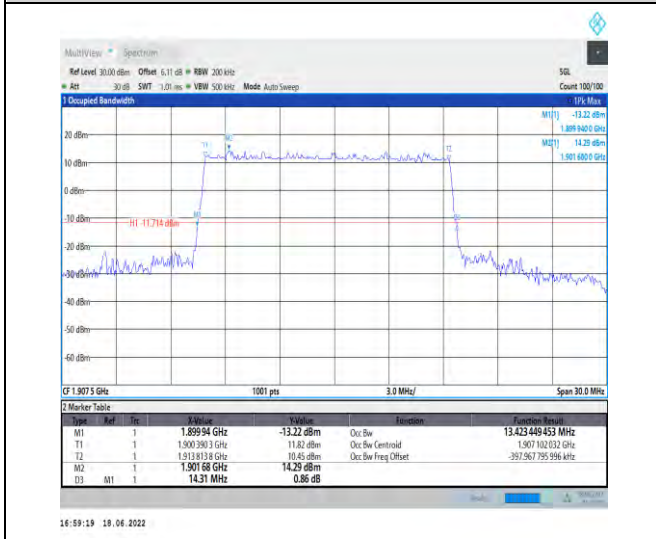 MultiView Spectrum
Ref Level 30.00 dBm Offset 6.11 dB RBW 200 kHz SGL
Att 30 dB SWT 1.01 ms VBW 500 kHz Mode Auto Sweep Count 100/100
1 Occupied Bandwidth 1Pk Max
M1[1] -13.22 dBm
1.899 940 0 GHz
M2[1] 14.29 dBm
1.901 680 0 GHz
20 dBm
T1 M2 T2
10 dBm
0 dBm
-10 dBm
H1 -11.714 dBm
M1
-20 dBm
-30 dBm
-40 dBm
-50 dBm
-60 dBm
CF 1.907 5 GHz 1001 pts 3.0 MHz/ Span 30.0 MHz
2 Marker Table
Type Ref Trc X-Value Y-Value Function Function Result
M1 1 1.899 94 GHz -13.22 dBm Occ Bw 13.423 449 453 MHz
T1 1 1.900 390 3 GHz 11.82 dBm Occ Bw Centroid 1.907 102 032 GHz
T2 1 1.913 813 8 GHz 10.45 dBm Occ Bw Freq Offset -397.967 795 996 kHz
M2 1 1.901 68 GHz 14.29 dBm
D3 M1 1 14.31 MHz 0.86 dB
16:59:19 18.06.2022